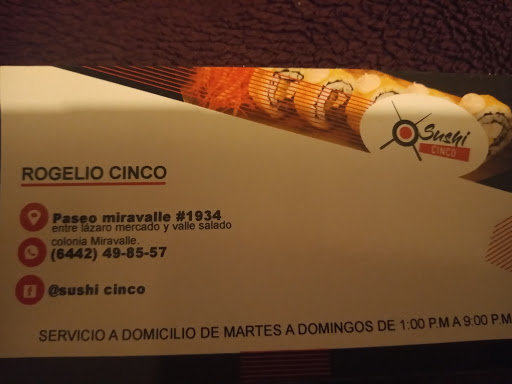 Sushi
CINCO
ROGELIO CINCO
Paseo miravalle #1934
entre lázaro mercado y valle salado
colonia Miravalle.
(6442) 49-85-57
@sushi cinco
SERVICIO A DOMICILIO DE MARTES A DOMINGOS DE 1:00 P.M A 9:00 P.M